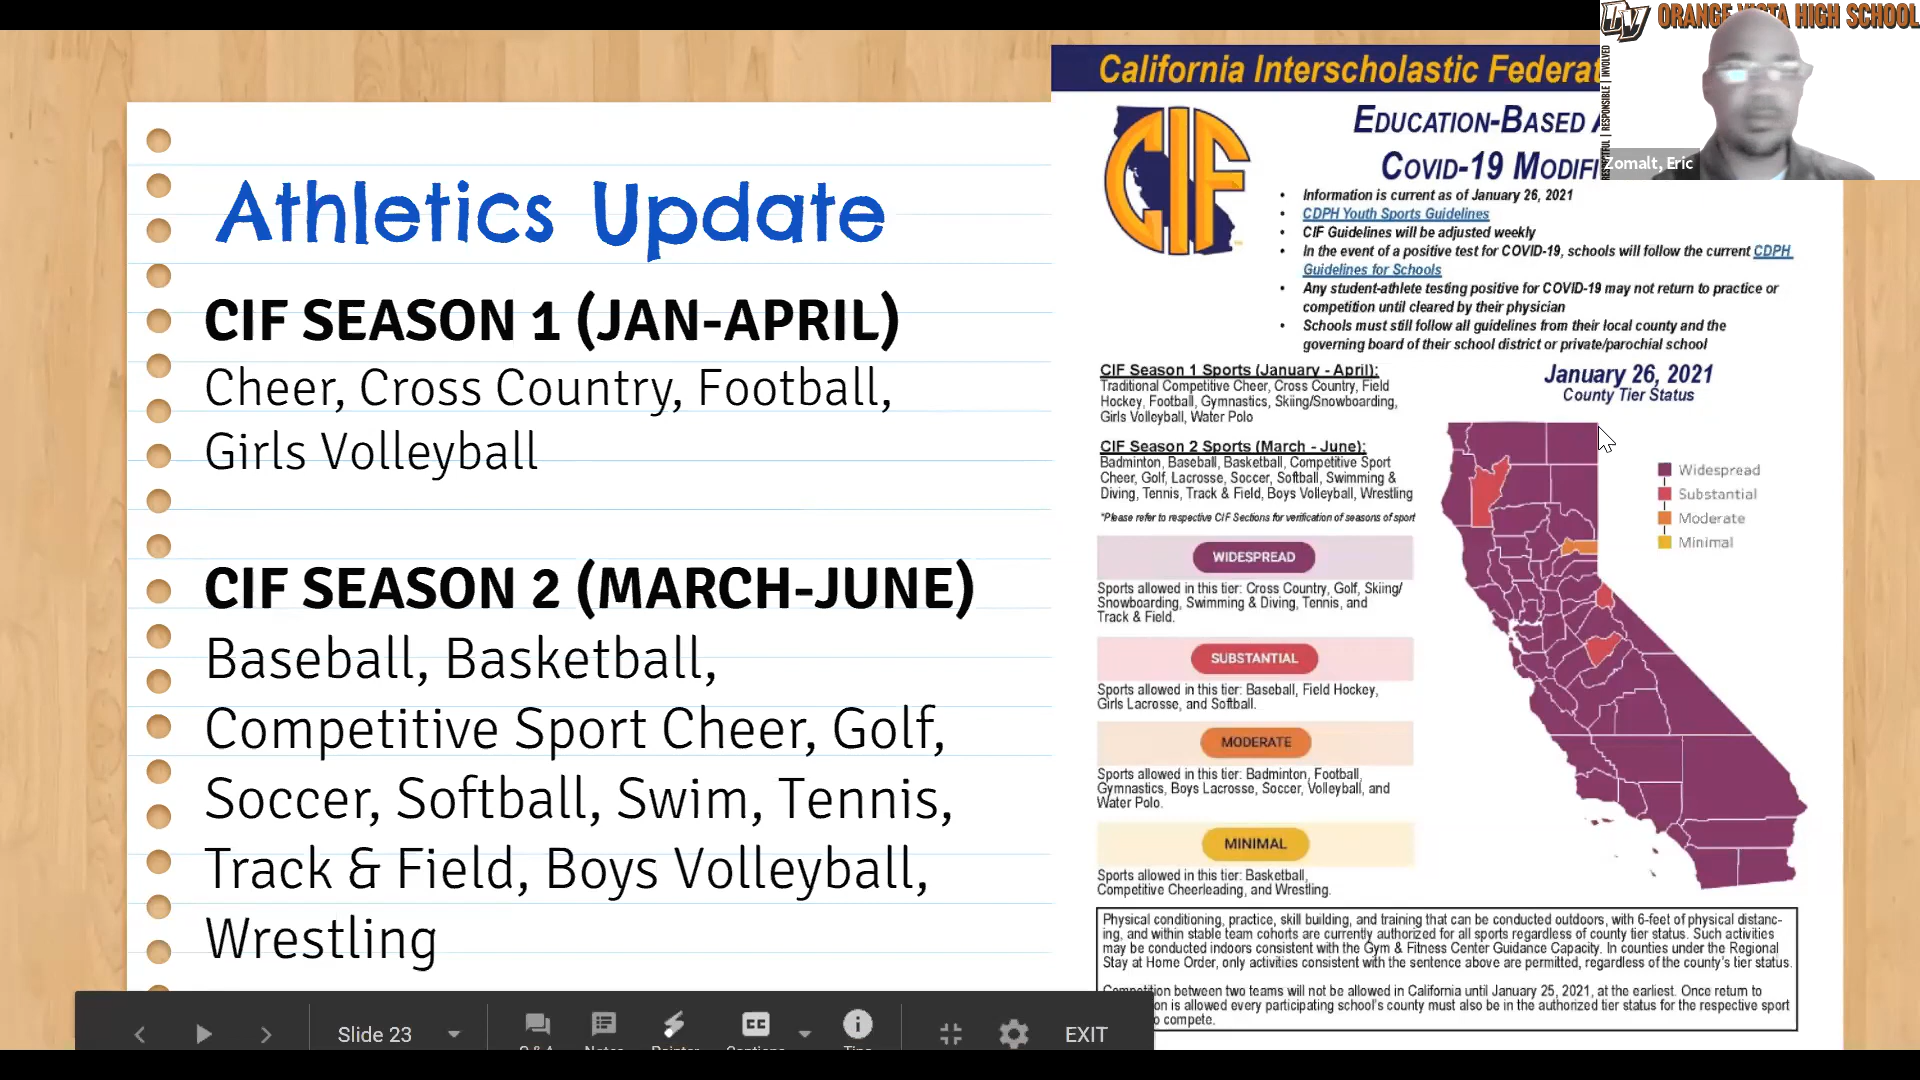 ORANGE VISTA HIGH SCHOOL
RESPONSIBLE | INVOLVED
Zomalt, Eric
Athletics Update
CIF SEASON 1 (JAN-APRIL)
Cheer, Cross Country, Football,
Girls Volleyball
CIF SEASON 2 (MARCH-JUNE)
Baseball, Basketball,
Competitive Sport Cheer, Golf,
Soccer, Softball, Swim, Tennis,
Track & Field, Boys Volleyball,
Wrestling
California Interscholastic
CIF
EDUCATION-BASED
COVID-19
• Information is current as of January 26, 2021
• CDPH Youth Sports Guidelines
• CIF Guidelines will be adjusted weekly
• In the event of a positive test for COVID-19, schools will follow the current CDPH
Guidelines for Schools
• Any student-athlete testing positive for COVID-19 may not return to practice or
competition until cleared by their physician
• Schools must still follow all guidelines from their local county and the
governing board of their school district or private/parochial school
CIF Season 1 Sports (January - April):
Traditional Competitive Cheer, Cross Country, Field
Hockey, Football, Gymnastics, Skiing/Snowboarding,
Girls Volleyball, Water Polo
CIF Season 2 Sports (March - June):
Badminton, Baseball, Basketball, Competitive Sport
Cheer, Golf, Lacrosse, Soccer, Softball, Swimming &
Diving, Tennis, Track & Field, Boys Volleyball, Wrestling
*Please refer to respective CIF Sections for verification of seasons of sport
January 26, 2021
County Tier Status
Widespread
Substantial
Moderate
Minimal
WIDESPREAD
Sports allowed in this tier: Cross Country, Golf, Skiing/
Snowboarding, Swimming & Diving, Tennis, and
Track & Field.
SUBSTANTIAL
Sports allowed in this tier: Baseball, Field Hockey,
Girls Lacrosse, and Softball.
MODERATE
Sports allowed in this tier: Badminton, Football,
Gymnastics, Boys Lacrosse, Soccer, Volleyball, and
Water Polo.
MINIMAL
Sports allowed in this tier: Basketball,
Competitive Cheerleading, and Wrestling.
Physical conditioning, practice, skill building, and training that can be conducted outdoors, with 6-feet of physical distanc-
ing, and within stable team cohorts are currently authorized for all sports regardless of county tier status. Such activities
may be conducted indoors consistent with the Gym & Fitness Center Guidance Capacity. In counties under the Regional
Stay at Home Order, only activities consistent with the sentence above are permitted, regardless of the county's tier status.
Competition between two teams will not be allowed in California until January 25, 2021, at the earliest. Once return to
is allowed every participating school's county must also be in the authorized tier status for the respective sport
to compete.
Slide 23
CC
EXIT